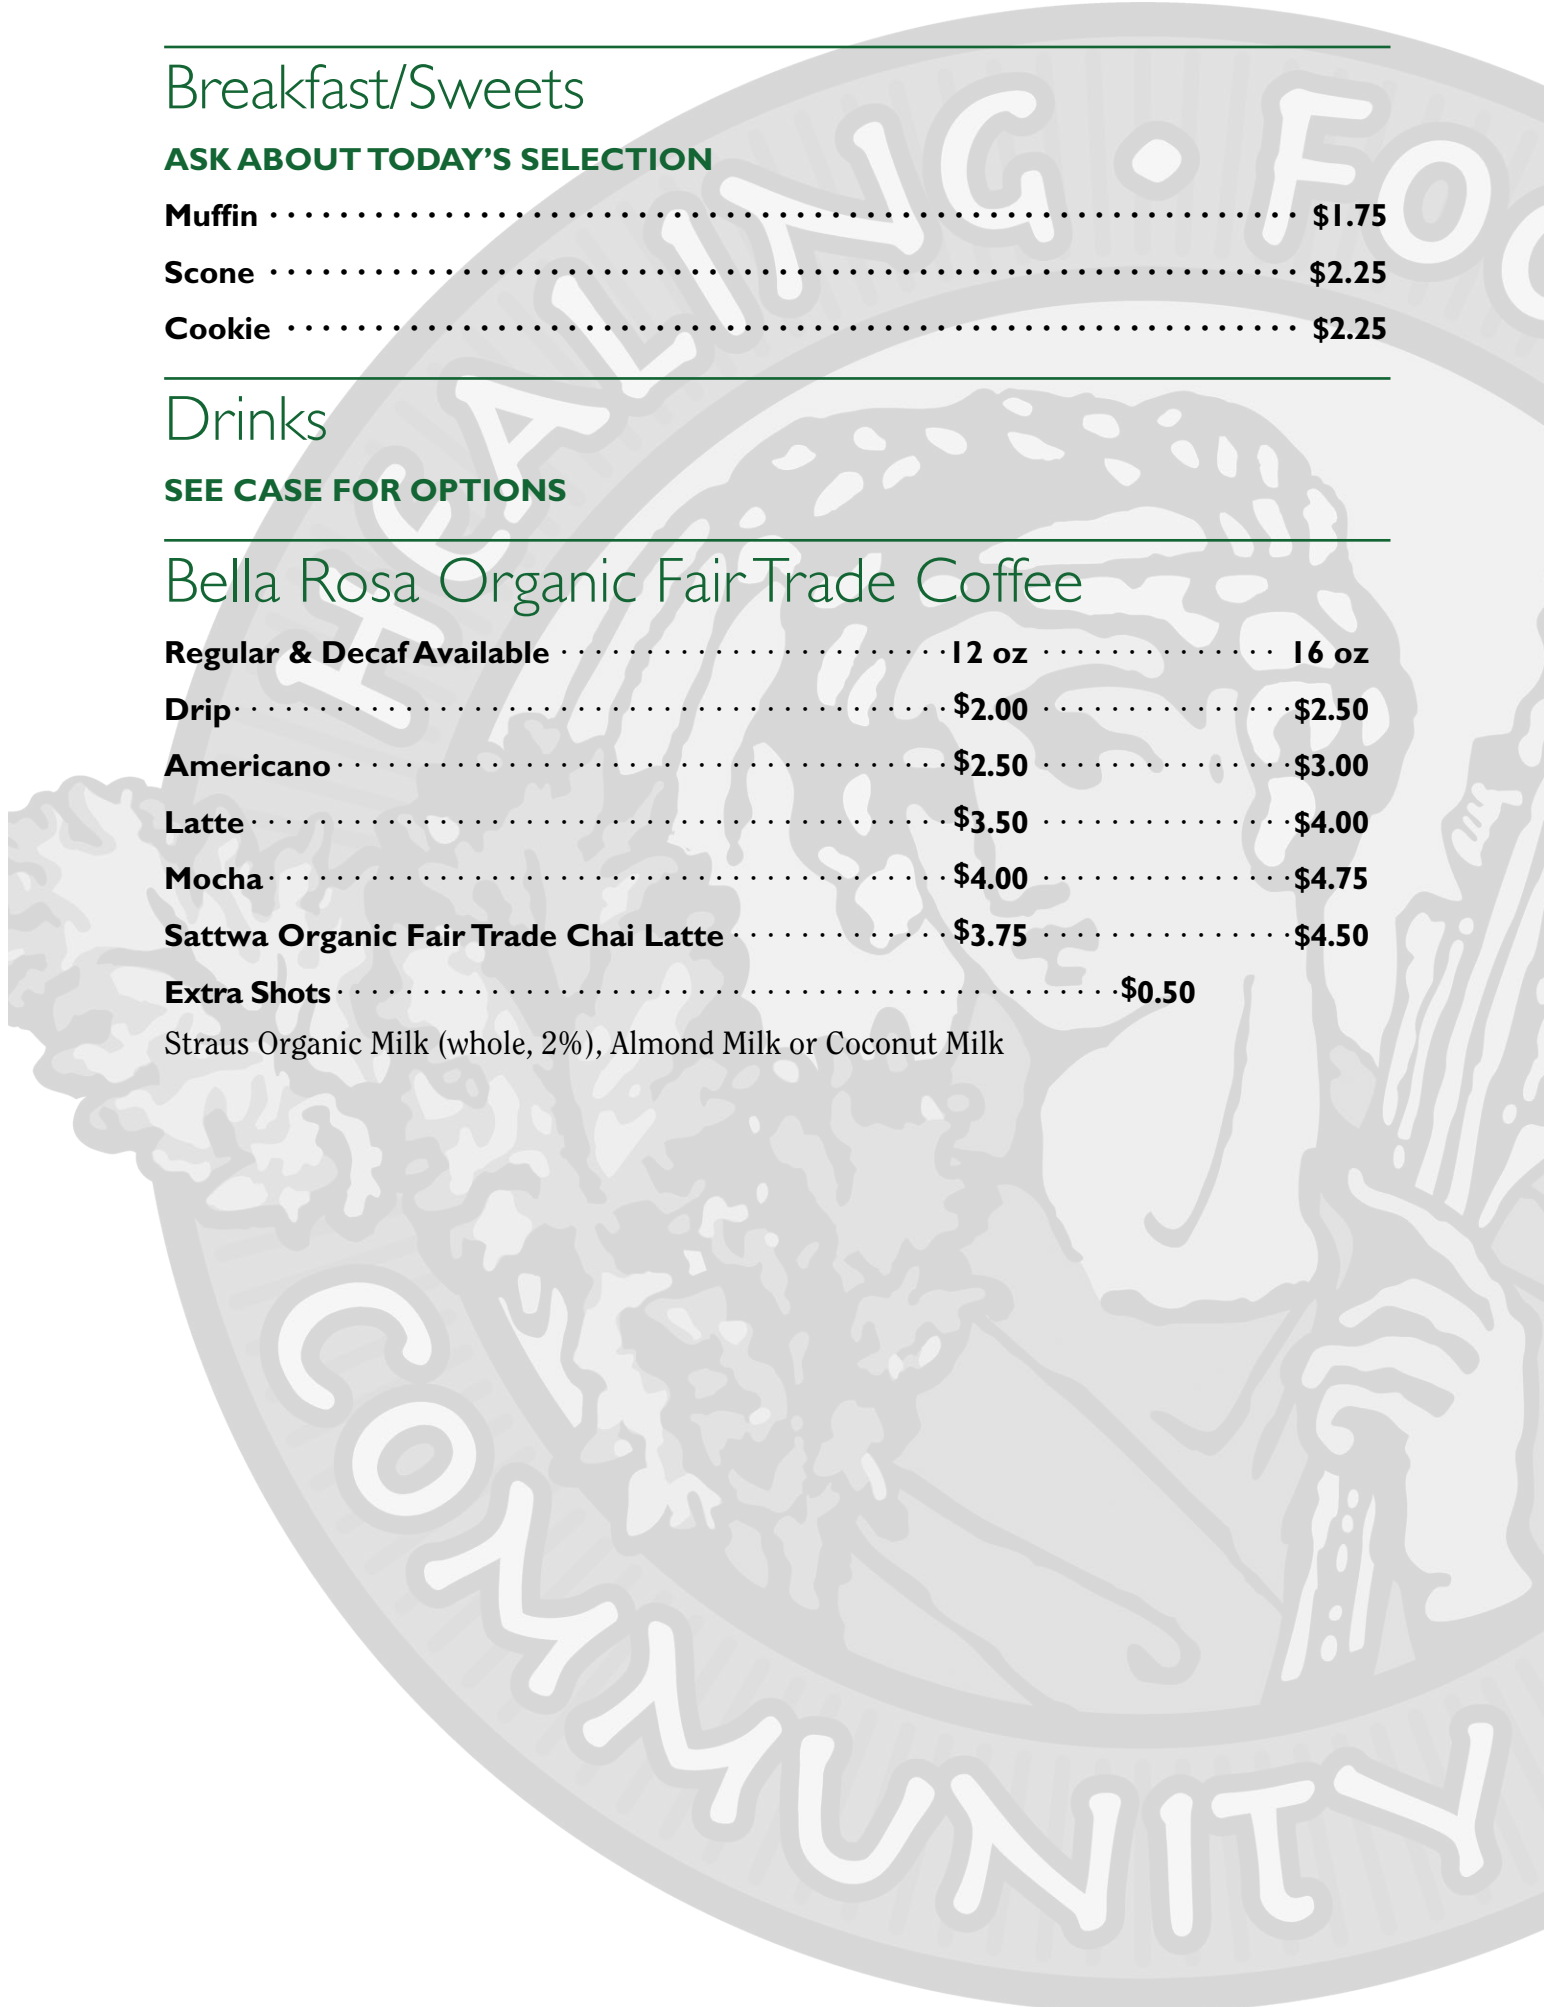 Breakfast/Sweets
ASK ABOUT TODAY'S SELECTION
Muffin $1.75
Scone $2.25
Cookie $2.25
Drinks
SEE CASE FOR OPTIONS
Bella Rosa Organic Fair Trade Coffee
Regular & Decaf Available 12 oz 16 oz
Drip $2.00 $2.50
Americano $2.50 $3.00
Latte $3.50 $4.00
Mocha $4.00 $4.75
Sattwa Organic Fair Trade Chai Latte $3.75 $4.50
Extra Shots $0.50
Straus Organic Milk (whole, 2%), Almond Milk or Coconut Milk
HEALING • FOO
COMMUNITY